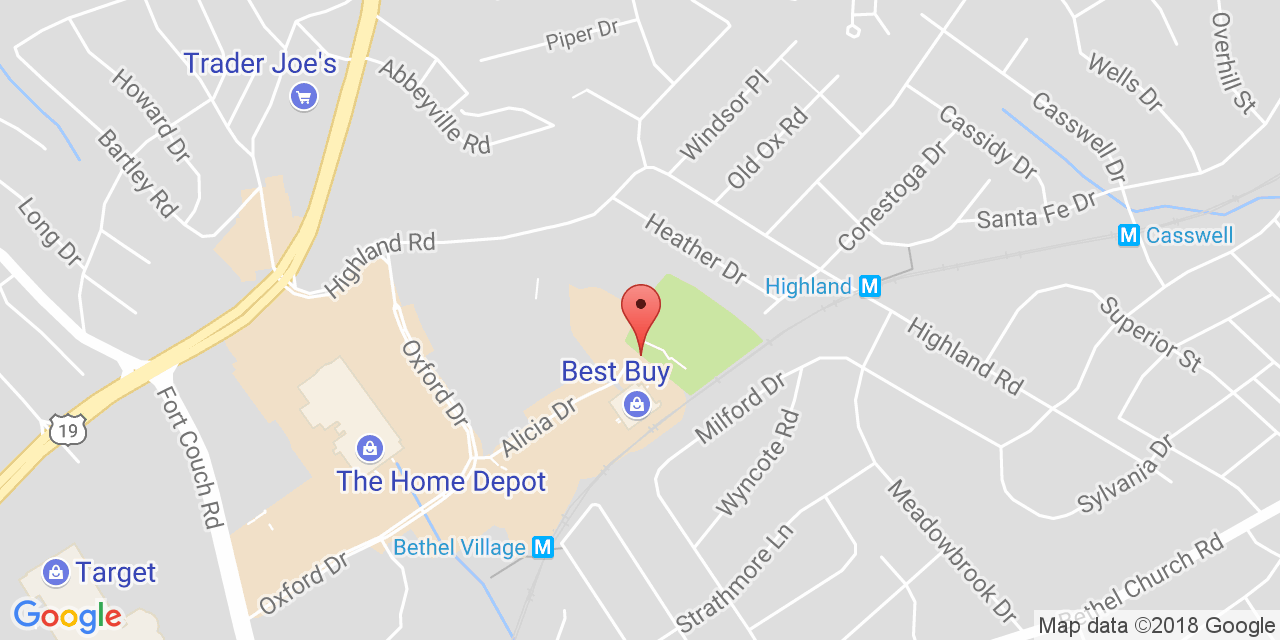 Piper Dr
Overhill St
Trader Joe's
Abbeyville Rd
Howard Dr
Wells Dr
Windsor Pl
Casswell Dr
Old Ox Rd
Cassidy Dr
Bartley Rd
Conestoga Dr
Long Dr
Santa Fe Dr
Heather Dr
Highland Rd
M Casswell
Highland M
Highland Rd
Superior St
Oxford Dr
Best Buy
Milford Dr
Alicia Dr
19
Fort Couch Rd
Wyncote Rd
Sylvania Dr
The Home Depot
Meadowbrook Dr
Bethel Village M
Strathmore Ln
Bethel Church Rd
Target
Oxford Dr
Google
Map data ©2018 Google